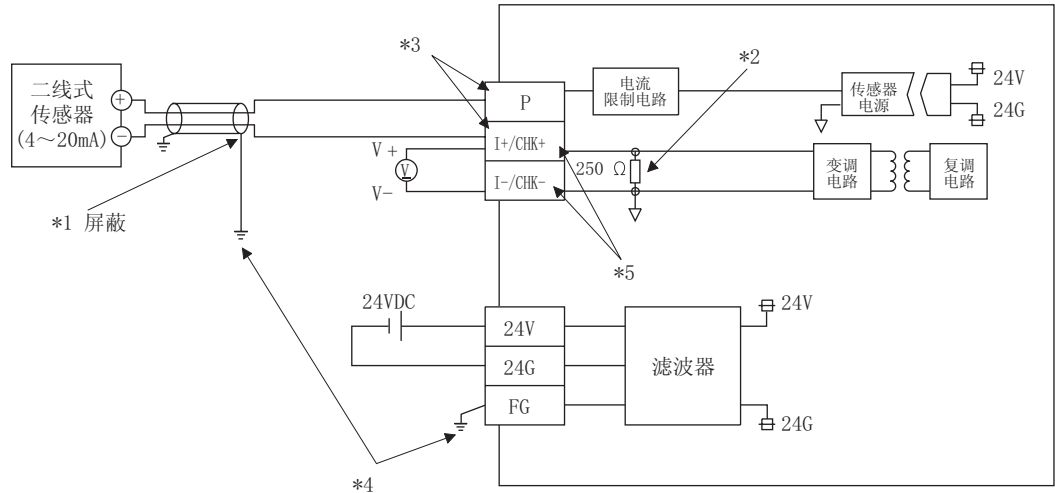 二线式
传感器
(4～20mA)
+
−
*1 屏蔽
*3
P
I+/CHK+
I-/CHK-
V +
V
V-
电流
限制电路
*2
250 Ω
传感器
电源
24V
24G
变调
电路
复调
电路
*5
24VDC
24V
24G
FG
滤波器
24V
24G
*4